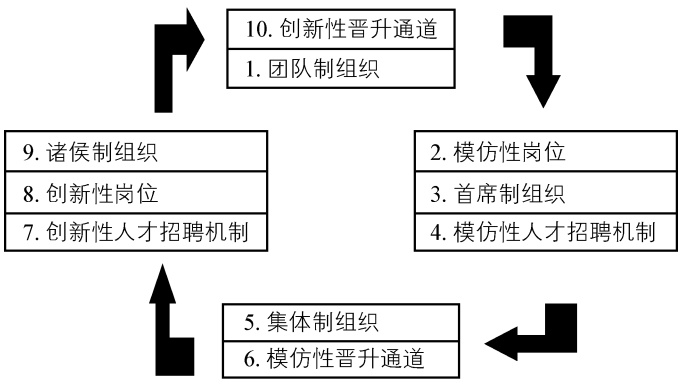 10. 创新性晋升通道
1. 团队制组织
9. 诸侯制组织
8. 创新性岗位
7. 创新性人才招聘机制
2. 模仿性岗位
3. 首席制组织
4. 模仿性人才招聘机制
5. 集体制组织
6. 模仿性晋升通道